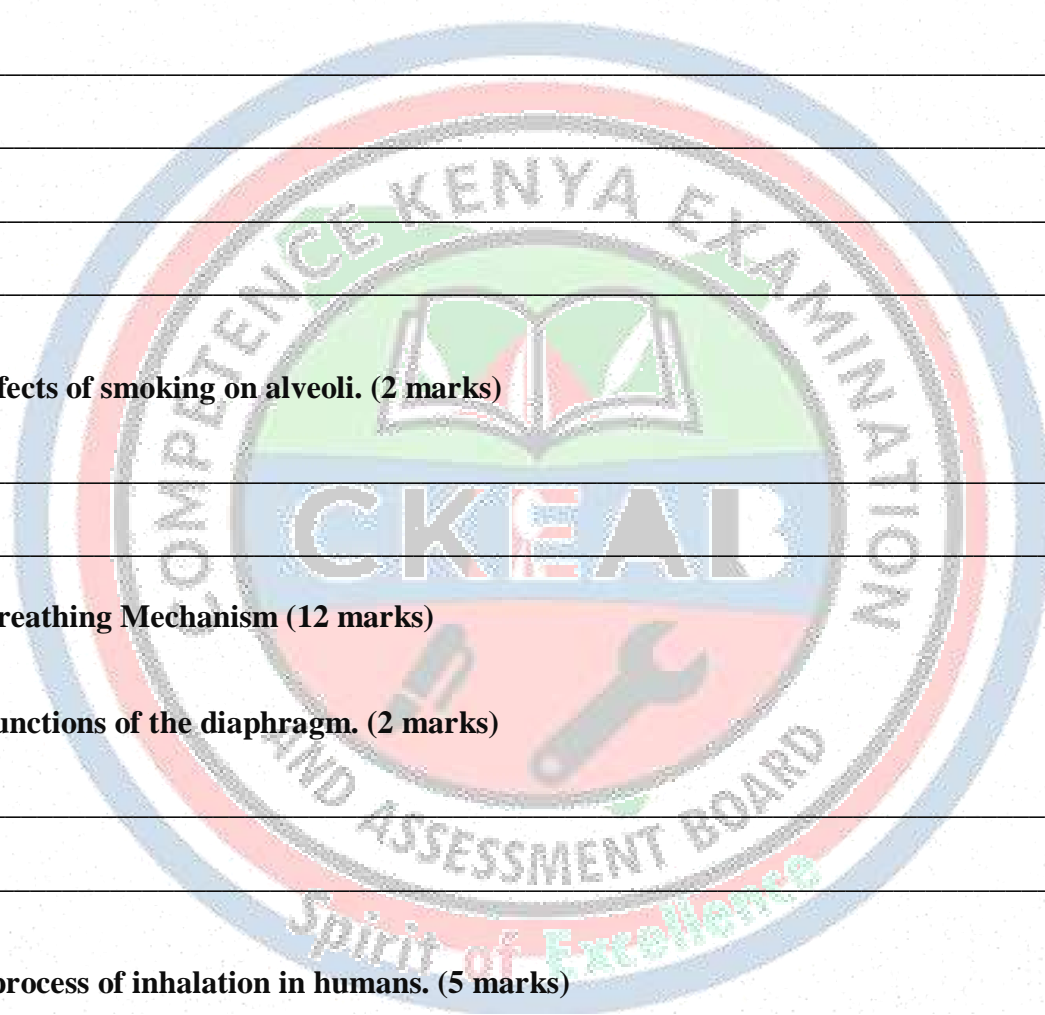 COMPETENCE KENYA EXAMINATION
fects of smoking on alveoli. (2 marks)
CKEAB
reathing Mechanism (12 marks)
unctions of the diaphragm. (2 marks)
AND ASSESSMENT BOARD
Spirit of Excellence
process of inhalation in humans. (5 marks)